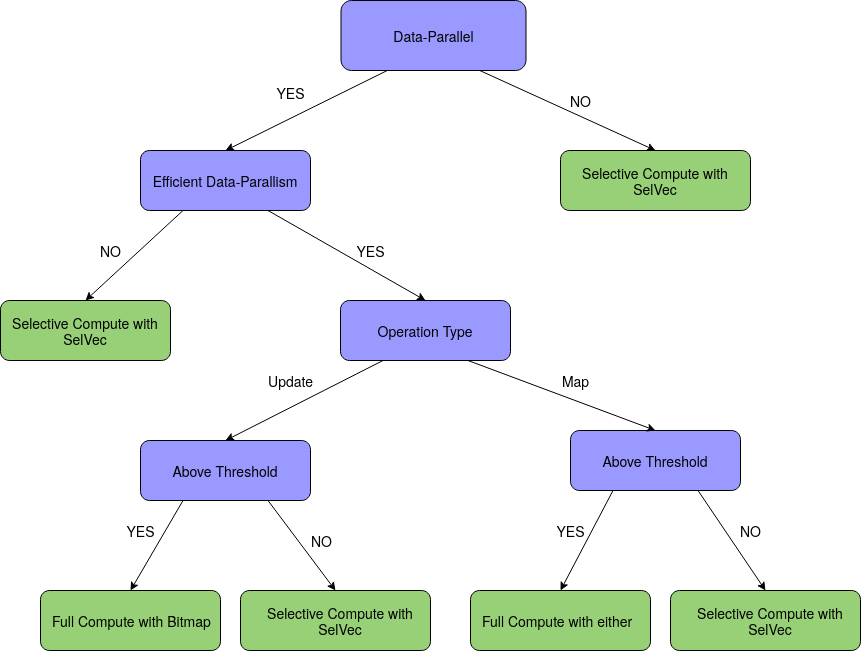 Data-Parallel
YES
NO
Efficient Data-Parallism
Selective Compute with
SelVec
NO
YES
Selective Compute with
SelVec
Operation Type
Update
Map
Above Threshold
Above Threshold
YES
NO
YES
NO
Full Compute with Bitmap
Selective Compute with
SelVec
Full Compute with either
Selective Compute with
SelVec